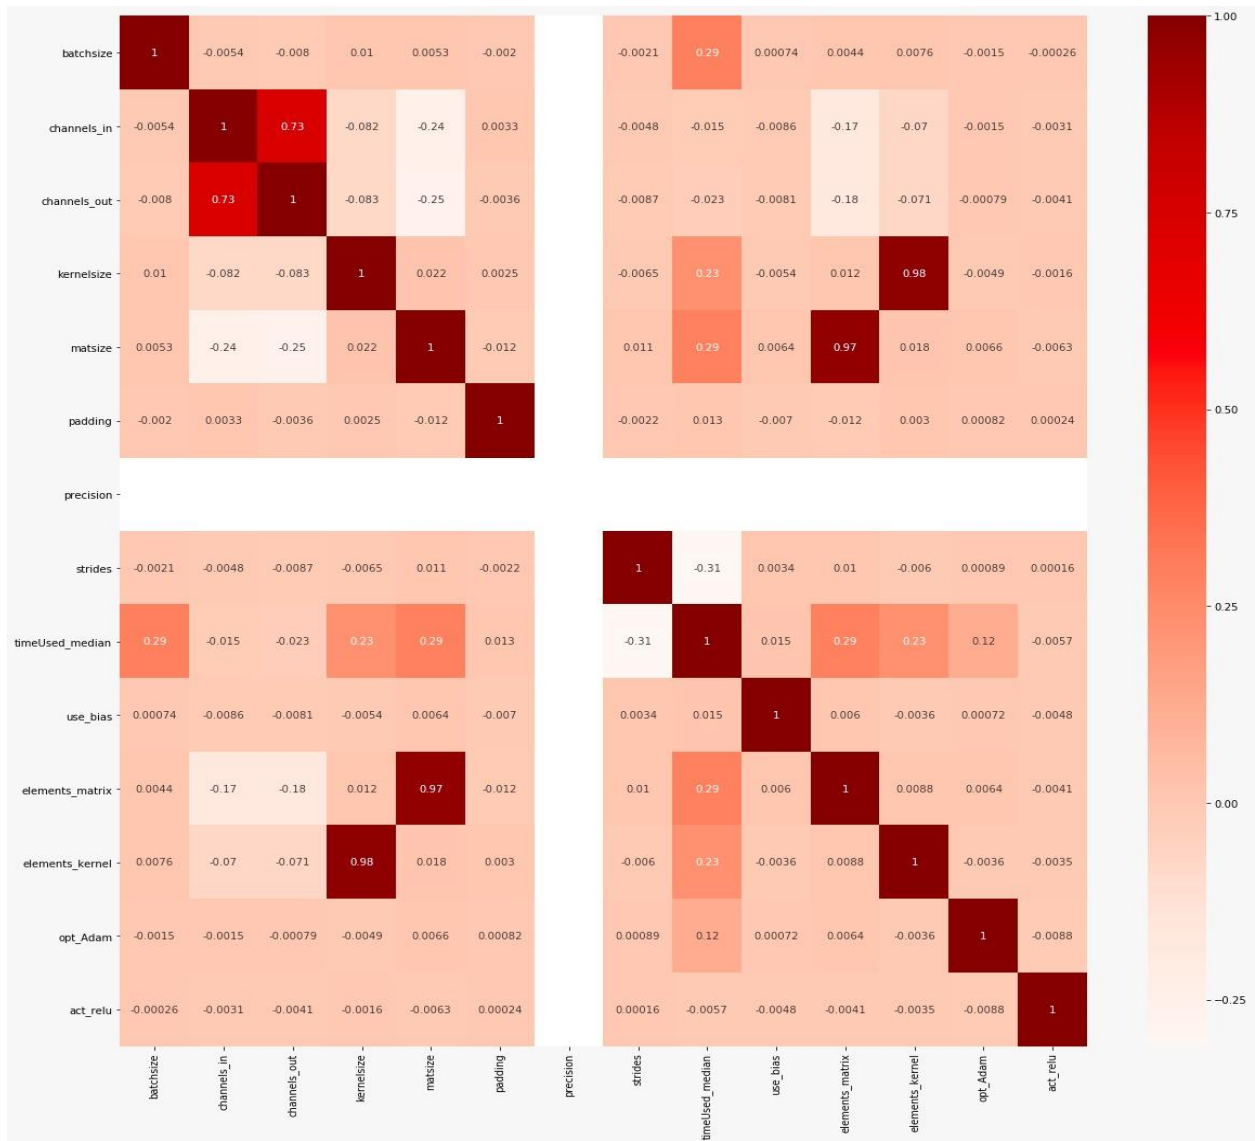 batchsize 1 -0.0054 -0.008 0.01 0.0053 -0.002 -0.0021 0.29 0.00074 0.0044 0.0076 -0.0015 -0.00026
channels_in -0.0054 1 0.73 -0.082 -0.24 0.0033 -0.0048 -0.015 -0.0086 -0.17 -0.07 -0.0015 -0.0031
channels_out -0.008 0.73 1 -0.083 -0.25 -0.0036 -0.0087 -0.023 -0.0081 -0.18 -0.071 -0.00079 -0.0041
kernelsize 0.01 -0.082 -0.083 1 0.022 0.0025 -0.0065 0.23 -0.0054 0.012 0.98 -0.0049 -0.0016
matsize 0.0053 -0.24 -0.25 0.022 1 -0.012 0.011 0.29 0.0064 0.97 0.018 0.0066 -0.0063
padding -0.002 0.0033 -0.0036 0.0025 -0.012 1 -0.0022 0.013 -0.007 -0.012 0.003 0.00082 0.00024
precision
strides -0.0021 -0.0048 -0.0087 -0.0065 0.011 -0.0022 1 -0.31 0.0034 0.01 -0.006 0.00089 0.00016
timeUsed_median 0.29 -0.015 -0.023 0.23 0.29 0.013 -0.31 1 0.015 0.29 0.23 0.12 -0.0057
use_bias 0.00074 -0.0086 -0.0081 -0.0054 0.0064 -0.007 0.0034 0.015 1 0.006 -0.0036 0.00072 -0.0048
elements_matrix 0.0044 -0.17 -0.18 0.012 0.97 -0.012 0.01 0.29 0.006 1 0.0088 0.0064 -0.0041
elements_kernel 0.0076 -0.07 -0.071 0.98 0.018 0.003 -0.006 0.23 -0.0036 0.0088 1 -0.0036 -0.0035
opt_Adam -0.0015 -0.0015 -0.00079 -0.0049 0.0066 0.00082 0.00089 0.12 0.00072 0.0064 -0.0036 1 -0.0088
act_relu -0.00026 -0.0031 -0.0041 -0.0016 -0.0063 0.00024 0.00016 -0.0057 -0.0048 -0.0041 -0.0035 -0.0088 1
batchsize channels_in channels_out kernelsize matsize padding precision strides timeUsed_median use_bias elements_matrix elements_kernel opt_Adam act_relu
1.00
0.75
0.50
0.25
0.00
−0.25